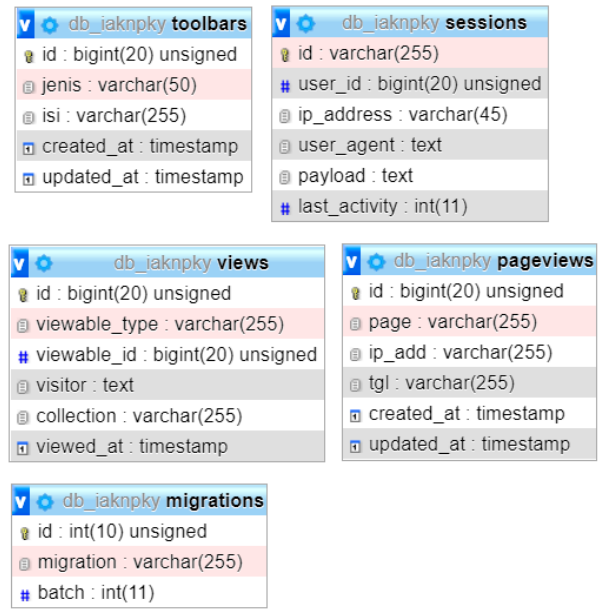 v db_iaknpky toolbars
id : bigint(20) unsigned
jenis : varchar(50)
isi : varchar(255)
created_at : timestamp
updated_at : timestamp
v db_iaknpky sessions
id : varchar(255)
# user_id : bigint(20) unsigned
ip_address : varchar(45)
user_agent : text
payload : text
# last_activity : int(11)
v db_iaknpky views
id : bigint(20) unsigned
viewable_type : varchar(255)
# viewable_id : bigint(20) unsigned
visitor : text
collection : varchar(255)
viewed_at : timestamp
v db_iaknpky pageviews
id : bigint(20) unsigned
page : varchar(255)
ip_add : varchar(255)
tgl : varchar(255)
created_at : timestamp
updated_at : timestamp
v db_iaknpky migrations
id : int(10) unsigned
migration : varchar(255)
# batch : int(11)